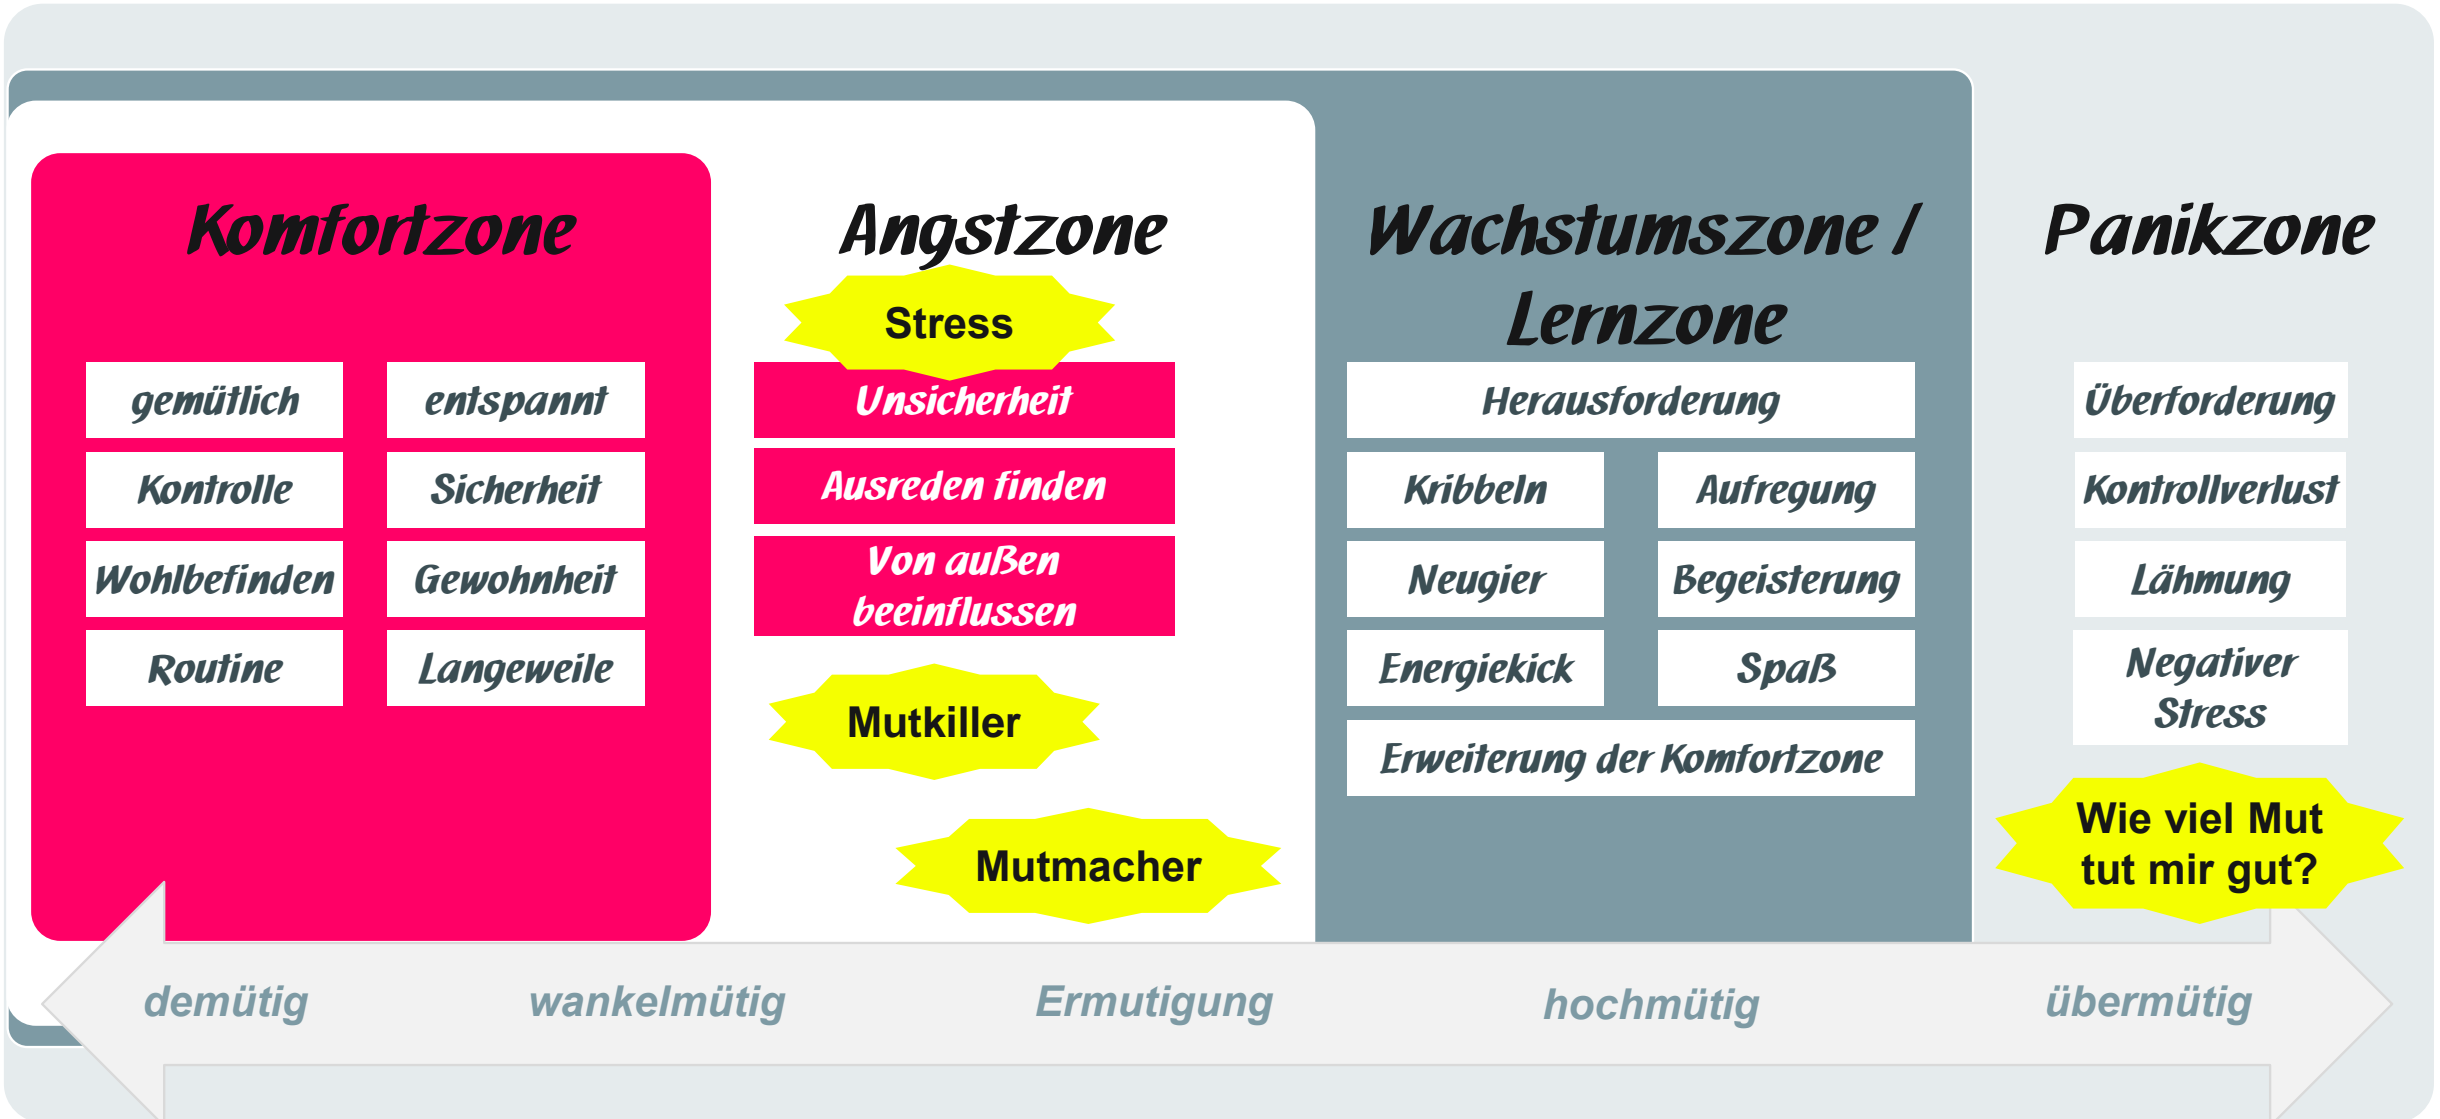 Komfortzone
gemütlich
entspannt
Kontrolle
Sicherheit
Wohlbefinden
Gewohnheit
Routine
Langeweile
Angstzone
Stress
Unsicherheit
Ausreden finden
Von außen
beeinflussen
Mutkiller
Mutmacher
Wachstumszone /
Lernzone
Herausforderung
Kribbeln
Aufregung
Neugier
Begeisterung
Energiekick
Spaß
Erweiterung der Komfortzone
Panikzone
Überforderung
Kontrollverlust
Lähmung
Negativer
Stress
Wie viel Mut
tut mir gut?
demütig
wankelmütig
Ermutigung
hochmütig
übermütig